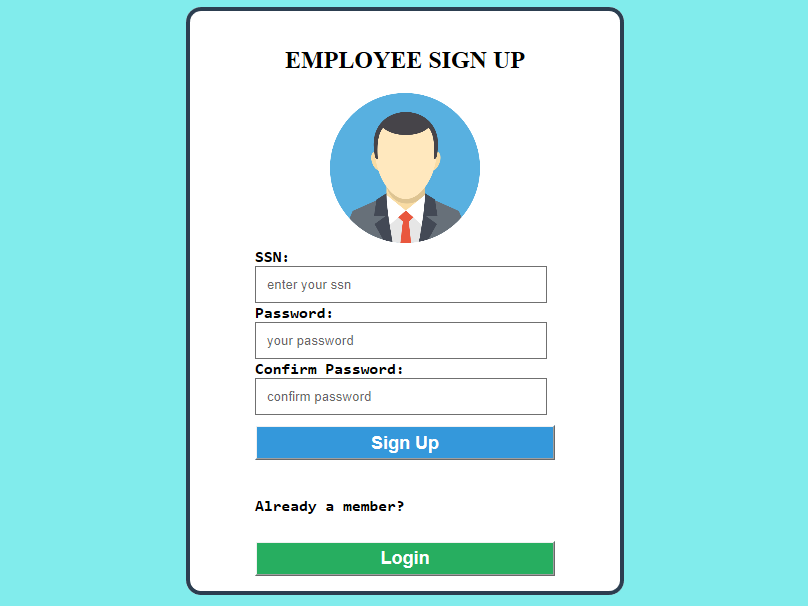 EMPLOYEE SIGN UP
SSN:
enter your ssn
Password:
your password
Confirm Password:
confirm password
Sign Up
Already a member?
Login